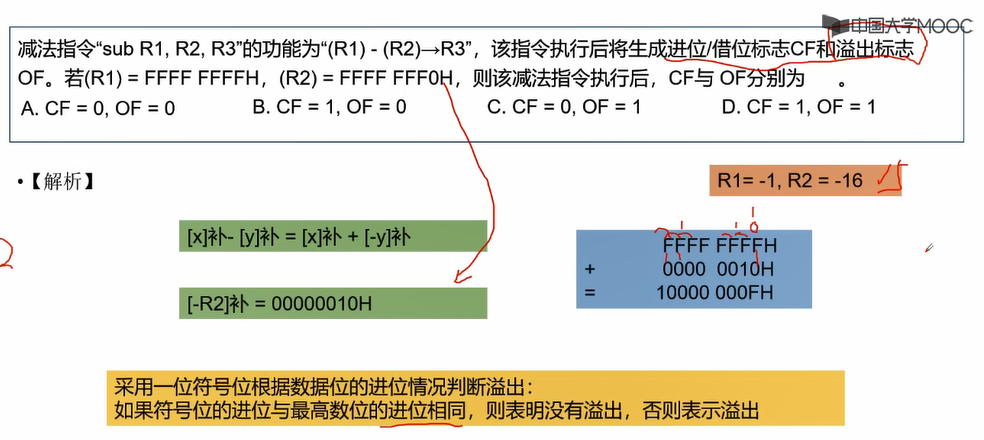 中国大学MOOC
减法指令“sub R1, R2, R3”的功能为“(R1) - (R2)→R3”，该指令执行后将生成进位/借位标志CF和溢出标志
OF。若(R1) = FFFF FFFFH，(R2) = FFFF FFF0H，则该减法指令执行后，CF与 OF分别为 。
A. CF = 0, OF = 0 B. CF = 1, OF = 0 C. CF = 0, OF = 1 D. CF = 1, OF = 1
•【解析】
R1= -1, R2 = -16
[x]补- [y]补 = [x]补 + [-y]补
[-R2]补 = 00000010H
1
1 1 0
FFFF FFFFH
+ 0000 0010H
= 10000 000FH
2
采用一位符号位根据数据位的进位情况判断溢出：
如果符号位的进位与最高数位的进位相同，则表明没有溢出，否则表示溢出